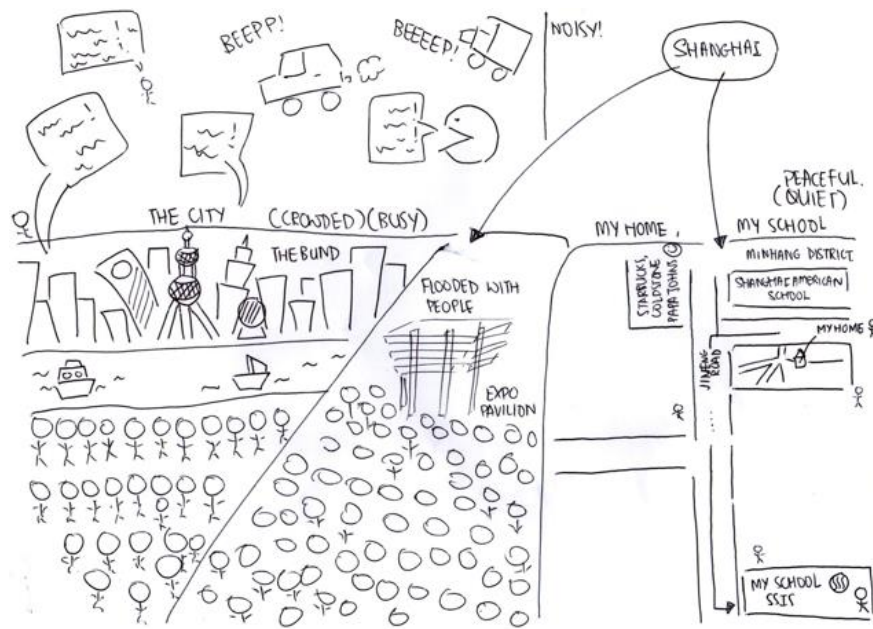 BEEPP!
BEEEEP!
NOISY!
SHANGHAI
PEACEFUL.
(QUIET)
THE CITY (CROWDED) (BUSY)
THE BUND
FLOODED WITH
PEOPLE
EXPO
PAVILION
MY HOME,
MY SCHOOL
MINHANG DISTRICT
SHANGHAI AMERICAN
SCHOOL
STARBUCKS,
COLDSTONE
PAPA JOHNS
MY HOME
ROAD
MY SCHOOL
SSIS